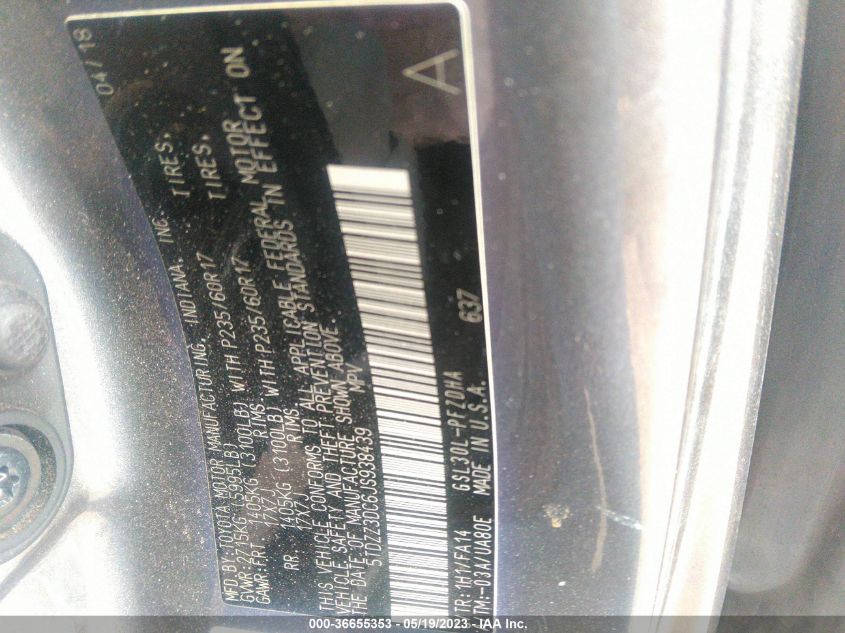 MFD.BY:TOYOTA MOTOR MANUFACTURING, INDIANA, INC. 04/18
GVWR:2715KG(5995LB)
GAWR:FRT 1405KG (3100LB) WITH P235/60R17 TIRES,
17X7J RIMS
RR. 1405KG (3100LB) WITH P235/60R17 TIRES,
17X7J RIMS.
THIS VEHICLE CONFORMS TO ALL APPLICABLE FEDERAL MOTOR
VEHICLE SAFETY AND THEFT PREVENTION STANDARDS IN EFFECT ON
THE DATE OF MANUFACTURE SHOWN ABOVE.
5TDZZ3DC6JS938439 MPV
A
/TR:1H1/FA14 GSL30L-PFZDHA
TM:-03A/UA80E MADE IN U.S.A. 637
000-36655353 - 05/19/2023 - IAA Inc.